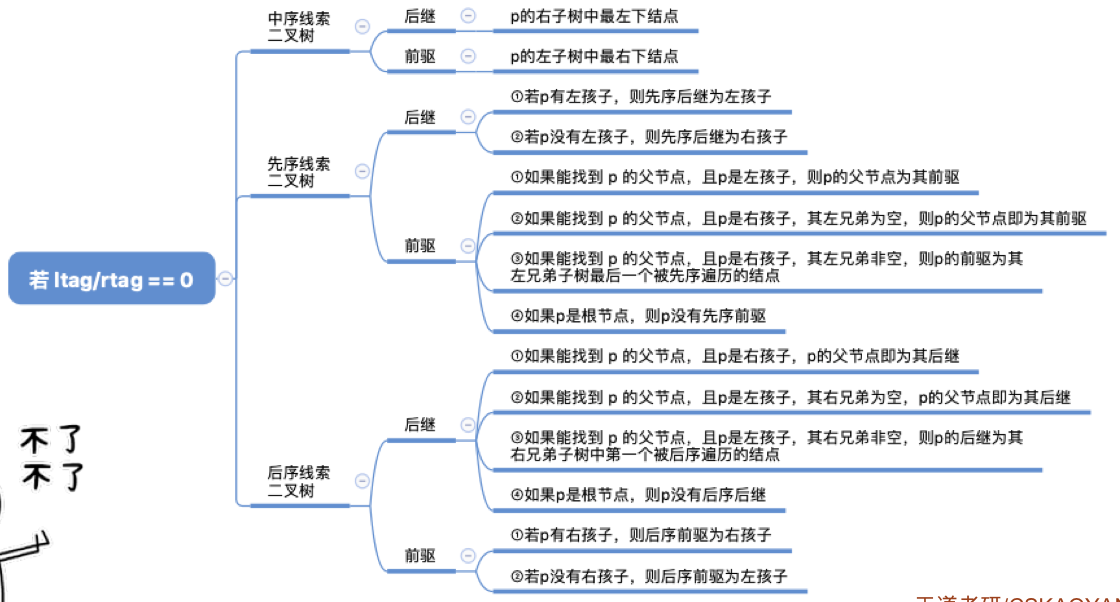 若 ltag/rtag == 0
中序线索
二叉树
后继
p的右子树中最左下结点
前驱
p的左子树中最右下结点
先序线索
二叉树
后继
①若p有左孩子，则先序后继为左孩子
②若p没有左孩子，则先序后继为右孩子
前驱
①如果能找到 p 的父节点，且p是左孩子，则p的父节点为其前驱
②如果能找到 p 的父节点，且p是右孩子，其左兄弟为空，则p的父节点即为其前驱
③如果能找到 p 的父节点，且p是右孩子，其左兄弟非空，则p的前驱为其
左兄弟子树最后一个被先序遍历的结点
④如果p是根节点，则p没有先序前驱
后序线索
二叉树
后继
①如果能找到 p 的父节点，且p是右孩子，p的父节点即为其后继
②如果能找到 p 的父节点，且p是左孩子，其右兄弟为空，p的父节点即为其后继
③如果能找到 p 的父节点，且p是左孩子，其右兄弟非空，则p的后继为其
右兄弟子树中第一个被后序遍历的结点
④如果p是根节点，则p没有后序后继
前驱
①若p有右孩子，则后序前驱为右孩子
②若p没有右孩子，则后序前驱为左孩子
不了
不了